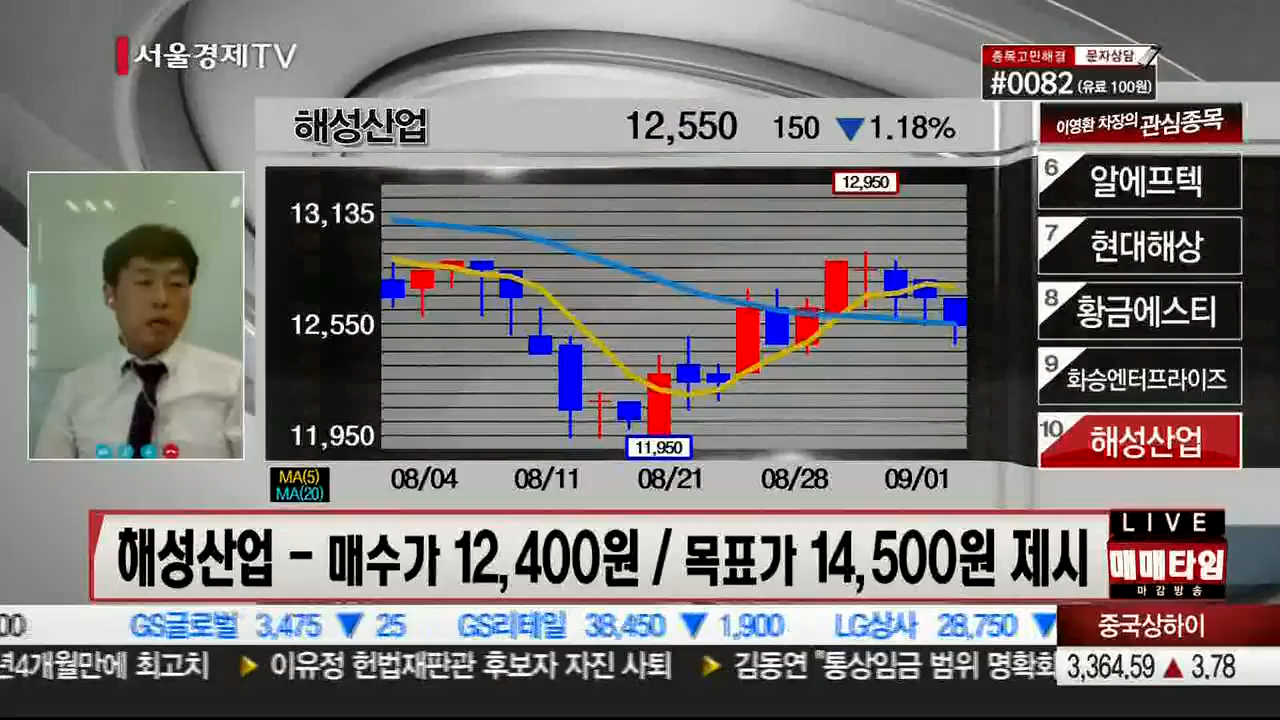 서울경제TV
종목고민해결 문자상담
#0082 (유료 100원)
해성산업 12,550 150 ▼1.18%
이영환 차장의 관심종목
6 알에프텍
7 현대해상
8 황금에스티
9 화승엔터프라이즈
10 해성산업
12,950
13,135
12,550
11,950
11,950
MA(5)
MA(20)
08/04 08/11 08/21 08/28 09/01
해성산업 - 매수가 12,400원 / 목표가 14,500원 제시
LIVE
매매타임
마감방송
00 GS글로벌 3,475 ▼ 25 GS리테일 38,450 ▼ 1,900 LG상사 28,750 ▼
중국상하이
년4개월만에 최고치 ▶ 이유정 헌법재판관 후보자 자진 사퇴 ▶ 김동연 "통상임금 범위 명확화
3,364.59 ▲ 3.78